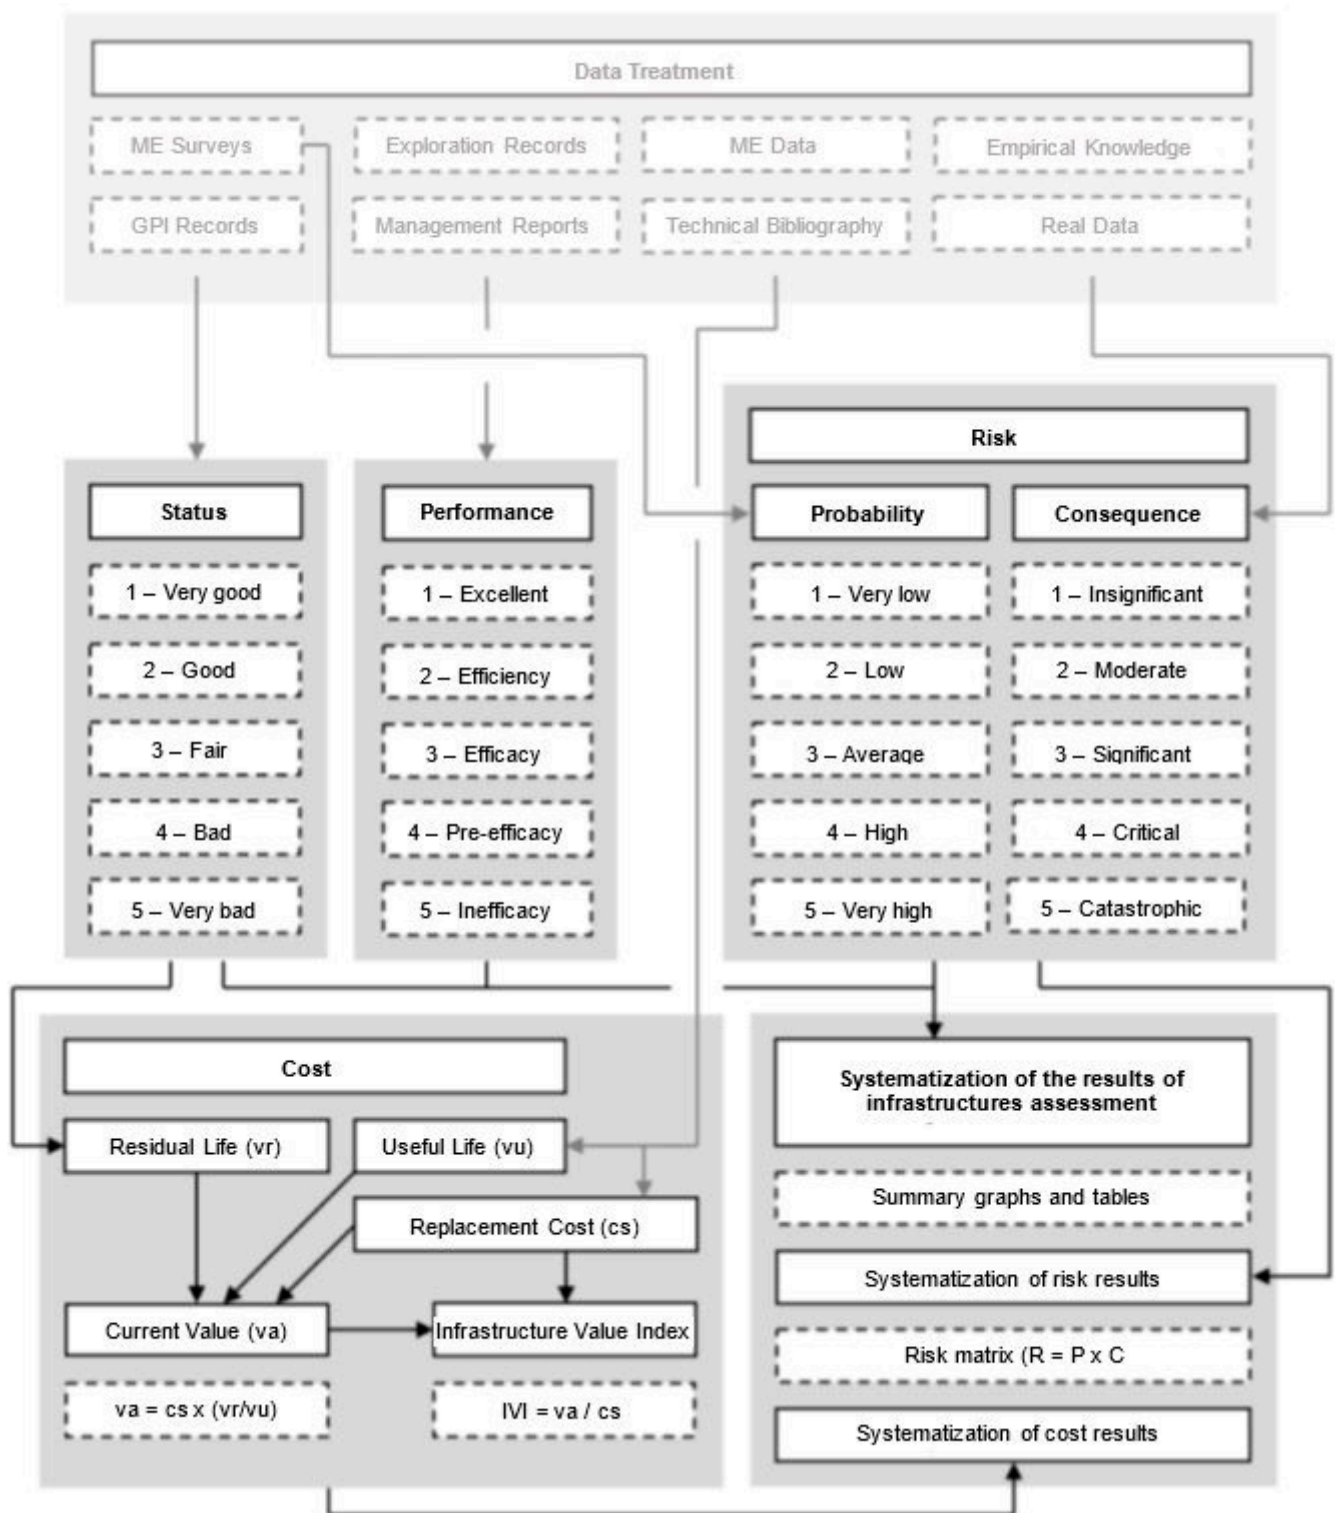 Data Treatment
ME Surveys
Exploration Records
ME Data
Empirical Knowledge
GPI Records
Management Reports
Technical Bibliography
Real Data
Status
1 – Very good
2 – Good
3 – Fair
4 – Bad
5 – Very bad
Performance
1 – Excellent
2 – Efficiency
3 – Efficacy
4 – Pre-efficacy
5 – Inefficacy
Risk
Probability
1 – Very low
2 – Low
3 – Average
4 – High
5 – Very high
Consequence
1 – Insignificant
2 – Moderate
3 – Significant
4 – Critical
5 – Catastrophic
Cost
Residual Life (vr)
Useful Life (vu)
Replacement Cost (cs)
Current Value (va)
Infrastructure Value Index
va = cs x (vr/vu)
IVI = va / cs
Systematization of the results of
infrastructures assessment
Summary graphs and tables
Systematization of risk results
Risk matrix (R = P x C
Systematization of cost results